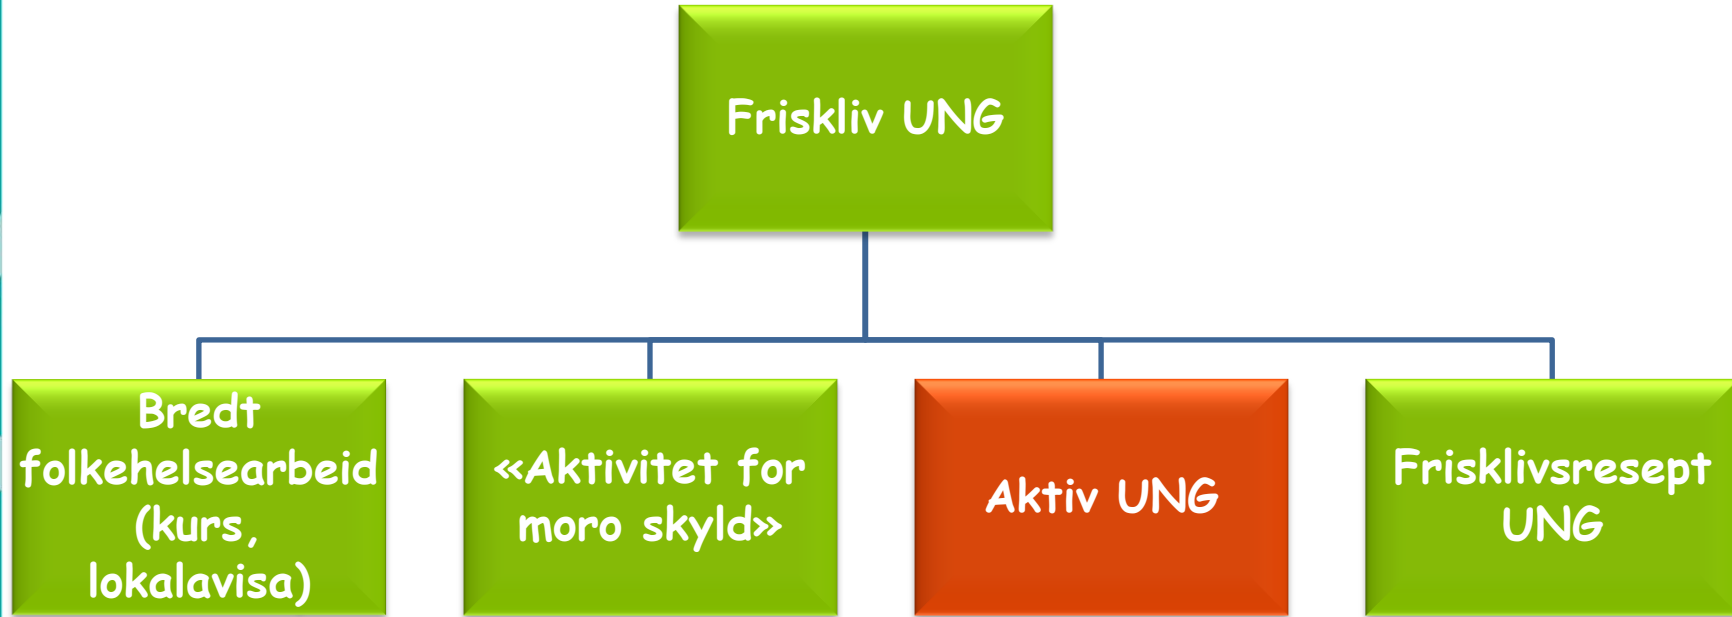 Friskliv UNG
Bredt
folkehelsearbeid
(kurs,
lokalavisa)
«Aktivitet for
moro skyld»
Aktiv UNG
Frisklivsresept
UNG